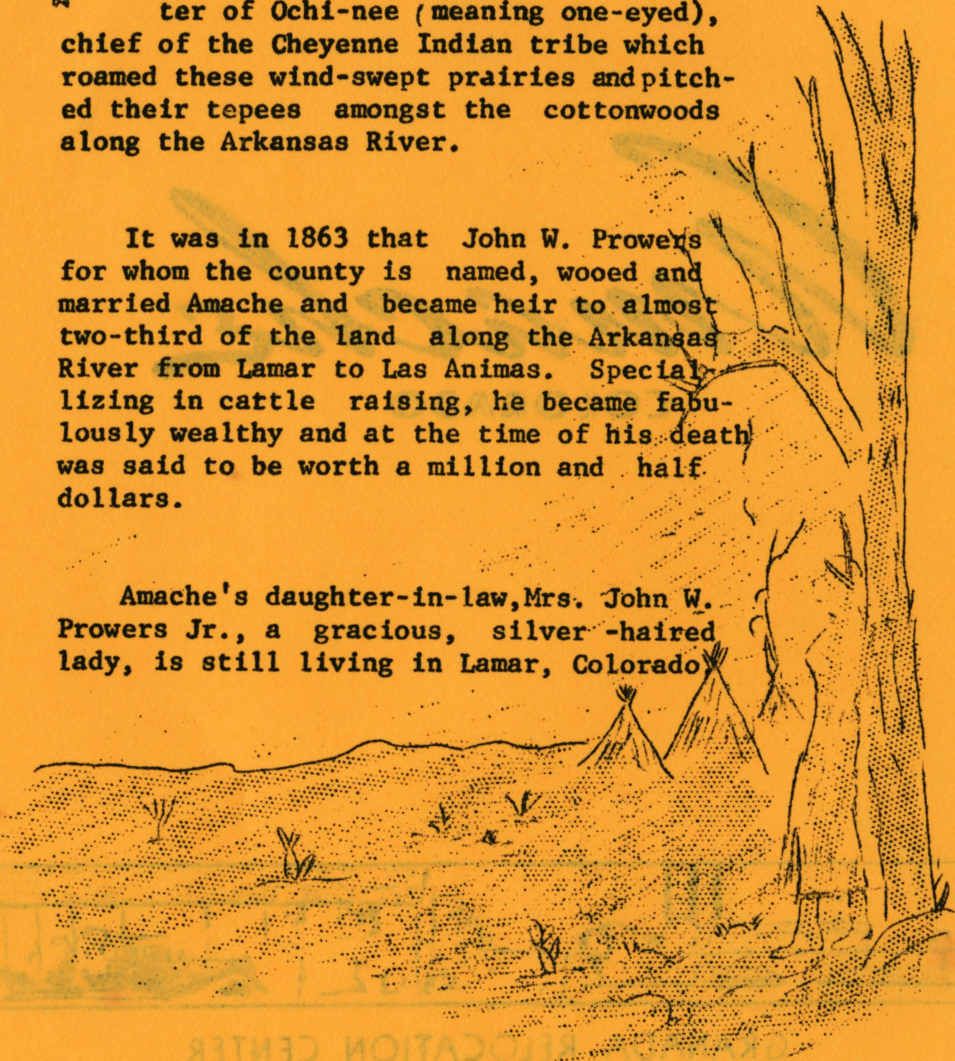 ter of Ochi-nee (meaning one-eyed),
chief of the Cheyenne Indian tribe which
roamed these wind-swept prairies and pitch-
ed their tepees amongst the cottonwoods
along the Arkansas River.
It was in 1863 that John W. Prowers
for whom the county is named, wooed and
married Amache and became heir to almost
two-third of the land along the Arkansas
River from Lamar to Las Animas. Special-
lizing in cattle raising, he became fabu-
lously wealthy and at the time of his death
was said to be worth a million and half
dollars.
Amache's daughter-in-law, Mrs. John W.
Prowers Jr., a gracious, silver -haired
lady, is still living in Lamar, Colorado
GRANADA RELOCATION CENTER